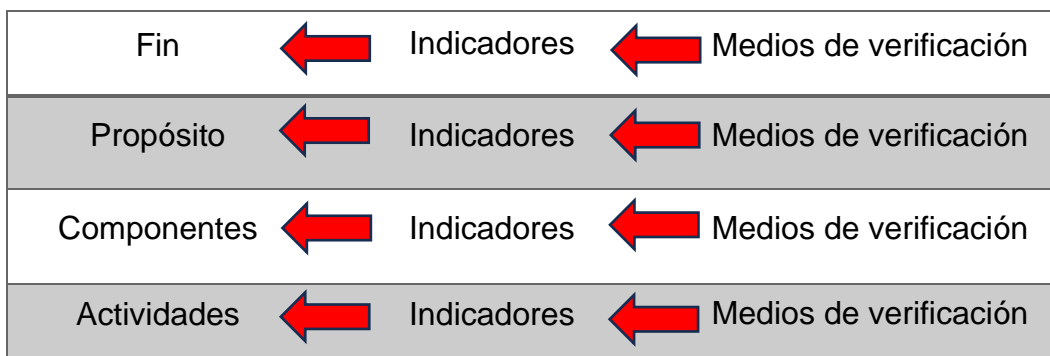 Fin Indicadores Medios de verificación
Propósito Indicadores Medios de verificación
Componentes Indicadores Medios de verificación
Actividades Indicadores Medios de verificación